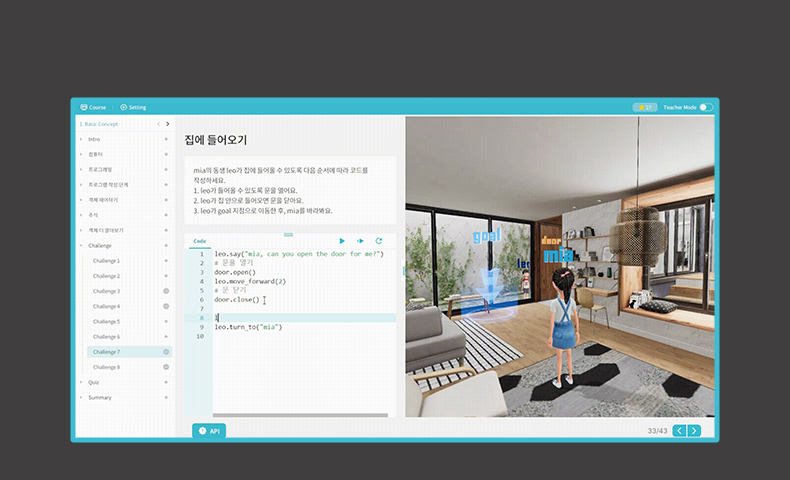 Course
Setting
27
Teacher Mode
1. Basic Concept
Intro
컴퓨터
프로그래밍
프로그램 작성 단계
객체 제어하기
주석
객체 더 알아보기
Challenge
Challenge 1
Challenge 2
Challenge 3
Challenge 4
Challenge 5
Challenge 6
Challenge 7
Challenge 8
Quiz
Summary
집에 들어오기
mia의 동생 leo가 집에 들어올 수 있도록 다음 순서에 따라 코드를
작성하세요.
1. leo가 들어올 수 있도록 문을 열어요.
2. leo가 집 안으로 들어오면 문을 닫아요.
3. leo가 goal 지점으로 이동한 후, mia를 바라봐요.
Code
1 leo.say("mia, can you open the door for me?")
2 # 문을 열기
3 door.open()
4 leo.move_forward(2)
5 # 문 닫기
6 door.close()
7
8 l
9 leo.turn_to("mia")
10
API
goal
leo
door
mia
33/43